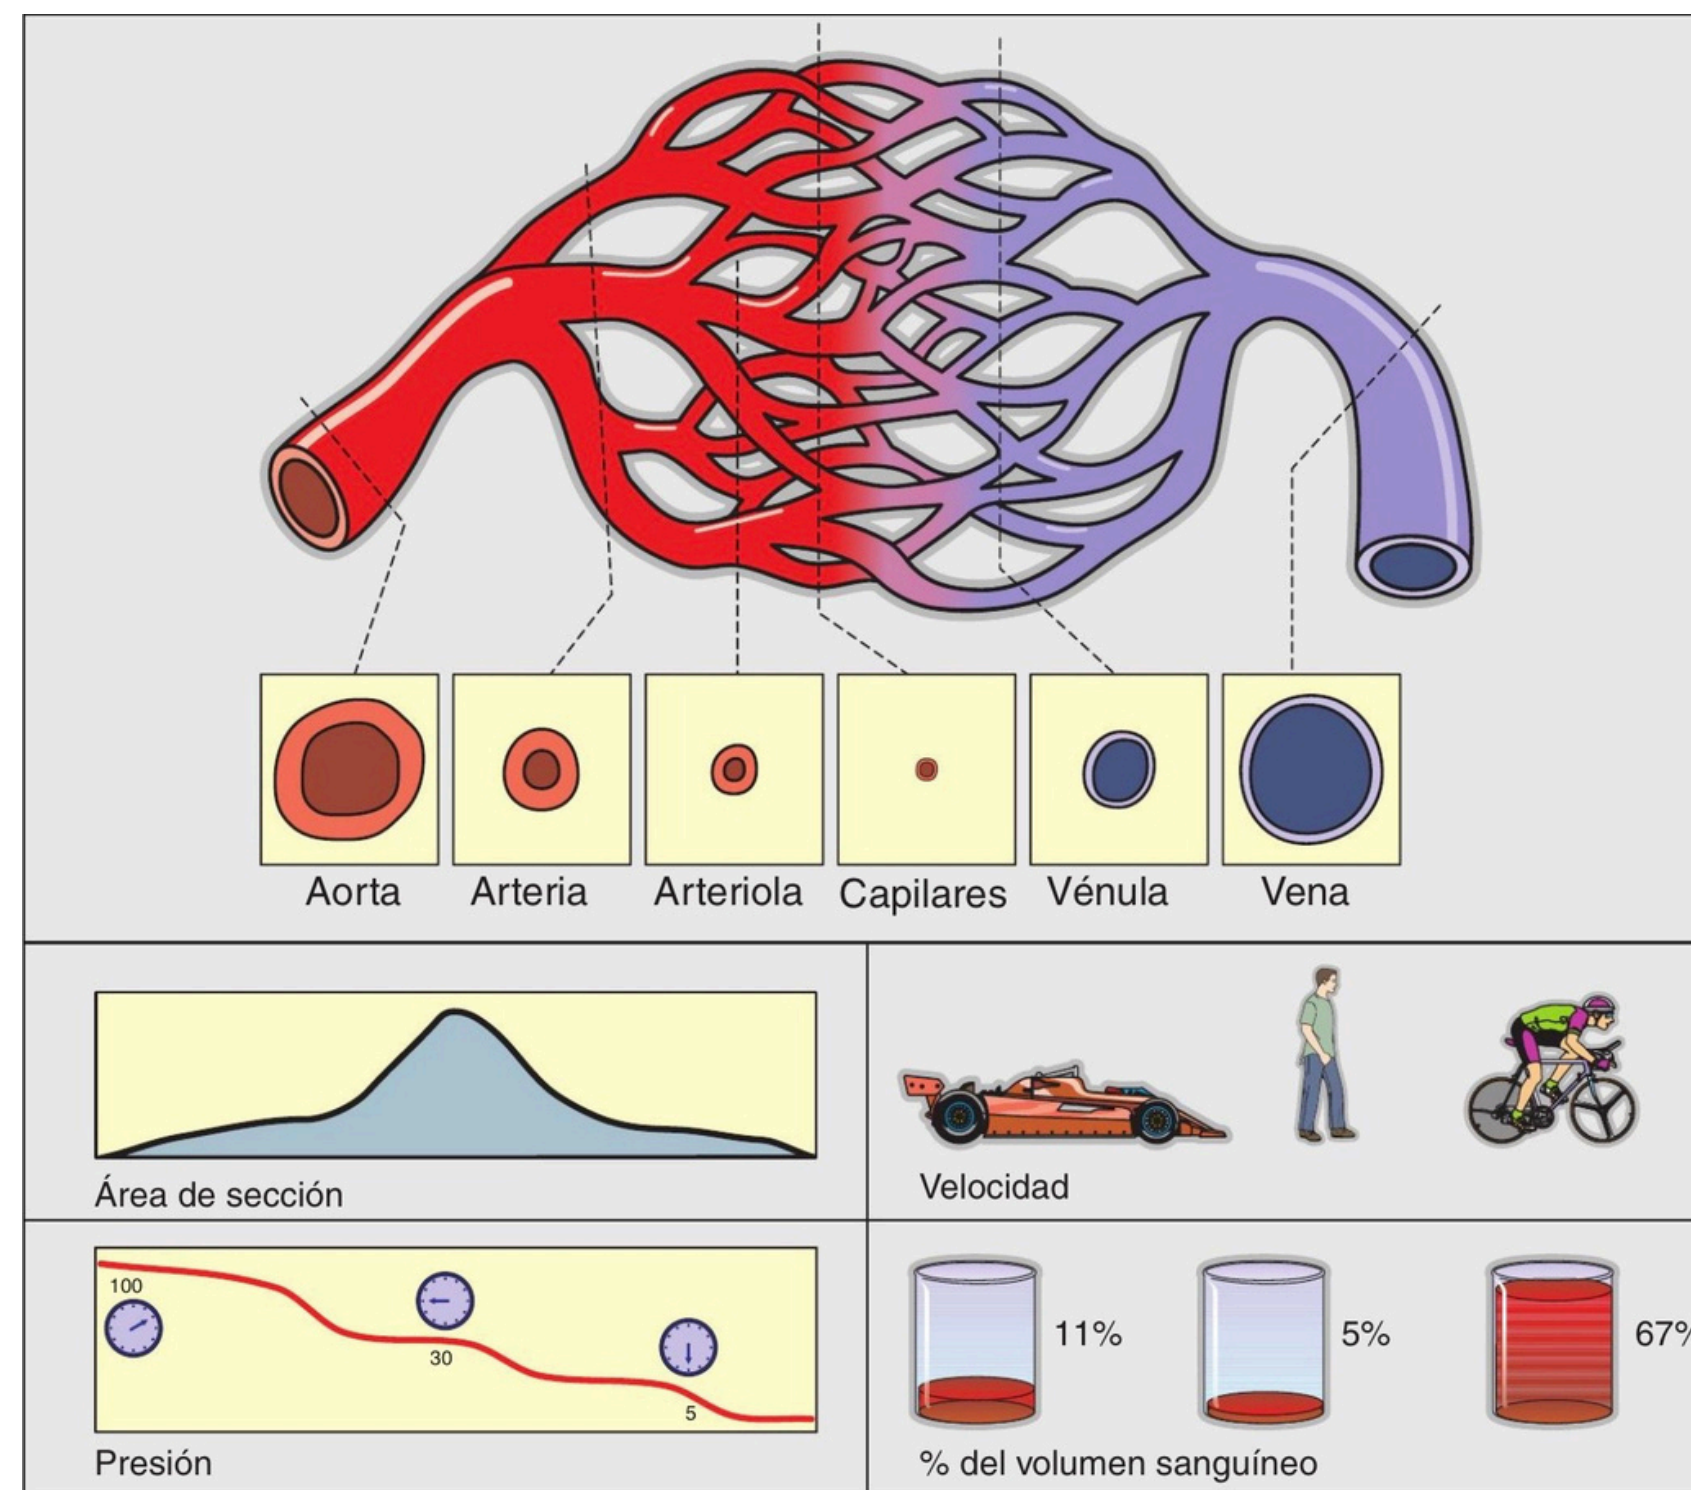 Aorta
Arteria
Arteriola
Capilares
Vénula
Vena
Área de sección
Velocidad
100
30
5
Presión
11%
5%
67%
% del volumen sanguíneo